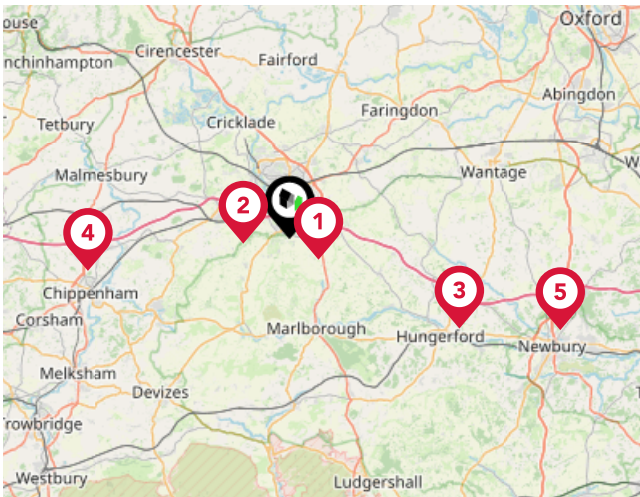 Oxford
ouse
Cirencester
nchinhampton
Fairford
Abingdon
Faringdon
Cricklade
Tetbury
W
Wantage
Malmesbury
2
1
4
3
5
Chippenham
Corsham
Marlborough
Hungerford
Newbury
Melksham
Devizes
Trowbridge
Westbury
Ludgershall